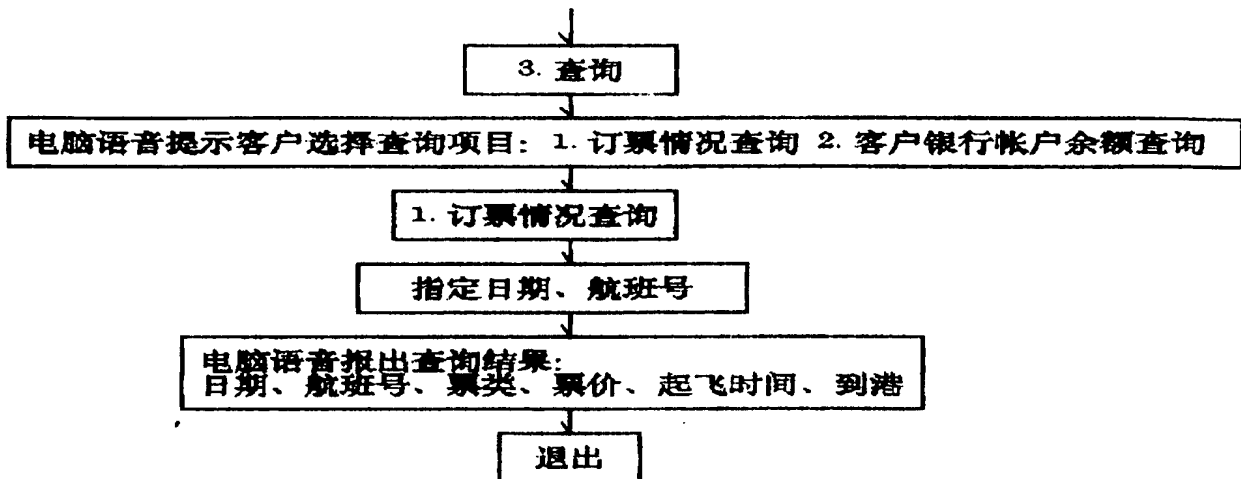 3. 查询
电脑语音提示客户选择查询项目：1. 订票情况查询 2. 客户银行帐户余额查询
1. 订票情况查询
指定日期、航班号
电脑语音报出查询结果：
日期、航班号、票类、票价、起飞时间、到港
退出